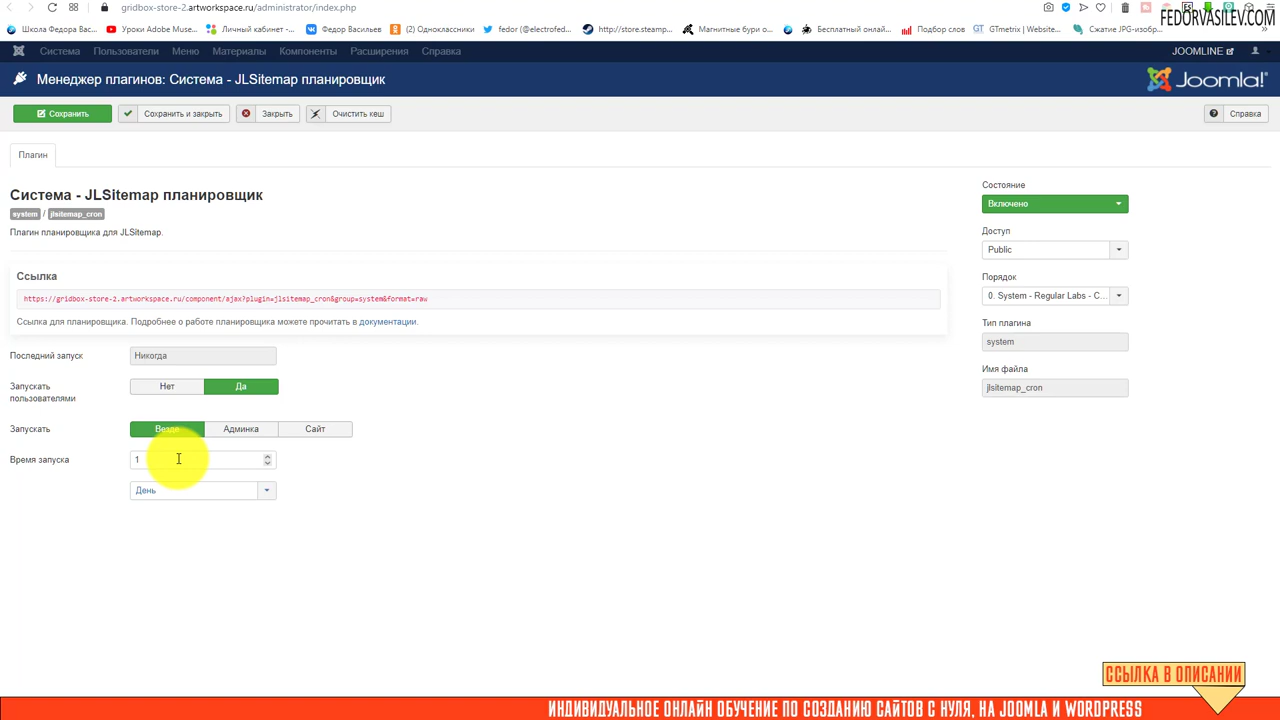 gridbox-store-2.artworkspace.ru/administrator/index.php
FEDORVASILEV.COM
Школа Федора Вас... Уроки Adobe Muse... Личный кабинет -... Федор Васильев (2) Одноклассники fedor (@electrofed... http://store.steamp... Магнитные бури о... Бесплатный онлай... Подбор слов GTmetrix | Website... Сжатие JPG-изобр...
Система Пользователи Меню Материалы Компоненты Расширения Справка JOOMLINE
Менеджер плагинов: Система - JLSitemap планировщик Joomla!
Сохранить Сохранить и закрыть Закрыть Очистить кеш Справка
Плагин
Система - JLSitemap планировщик
system / jlsitemap_cron
Плагин планировщика для JLSitemap.
Ссылка
https://gridbox-store-2.artworkspace.ru/component/ajax?plugin=jlsitemap_cron&group=system&format=raw
Ссылка для планировщика. Подробнее о работе планировщика можете прочитать в документации.
Последний запуск Никогда
Запускать пользователями Нет Да
Запускать Везде Админка Сайт
Время запуска 1
День
Состояние
Включено
Доступ
Public
Порядок
0. System - Regular Labs - C...
Тип плагина
system
Имя файла
jlsitemap_cron
ССЫЛКА В ОПИСАНИИ
ИНДИВИДУАЛЬНОЕ ОНЛАЙН ОБУЧЕНИЕ ПО СОЗДАНИЮ САЙТОВ С НУЛЯ, НА JOOMLA И WORDPRESS